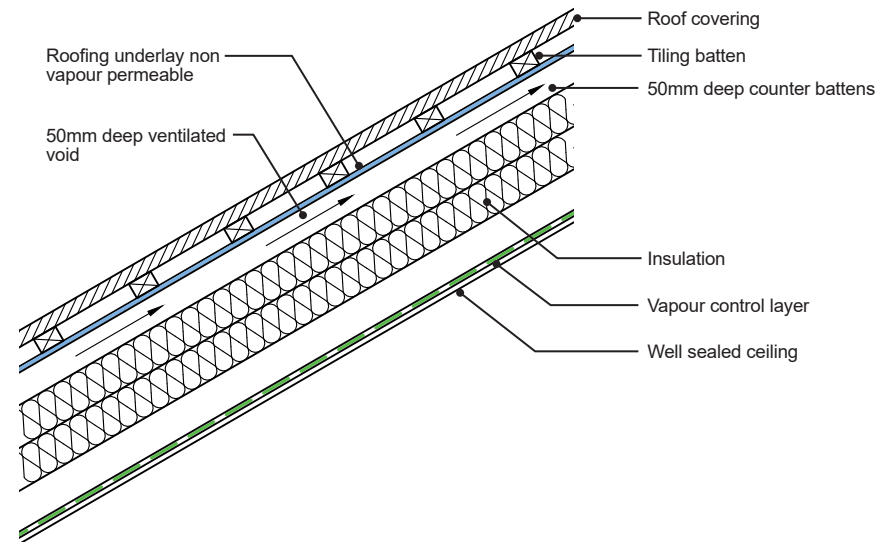 Roofing underlay non
vapour permeable
50mm deep ventilated
void
Roof covering
Tiling batten
50mm deep counter battens
Insulation
Vapour control layer
Well sealed ceiling